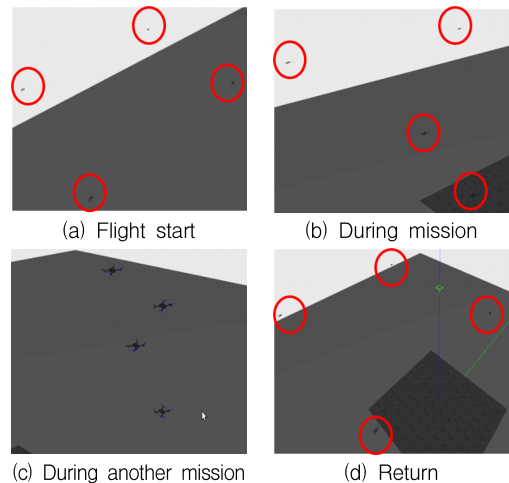 (a) Flight start
(b) During mission
(c) During another mission
(d) Return